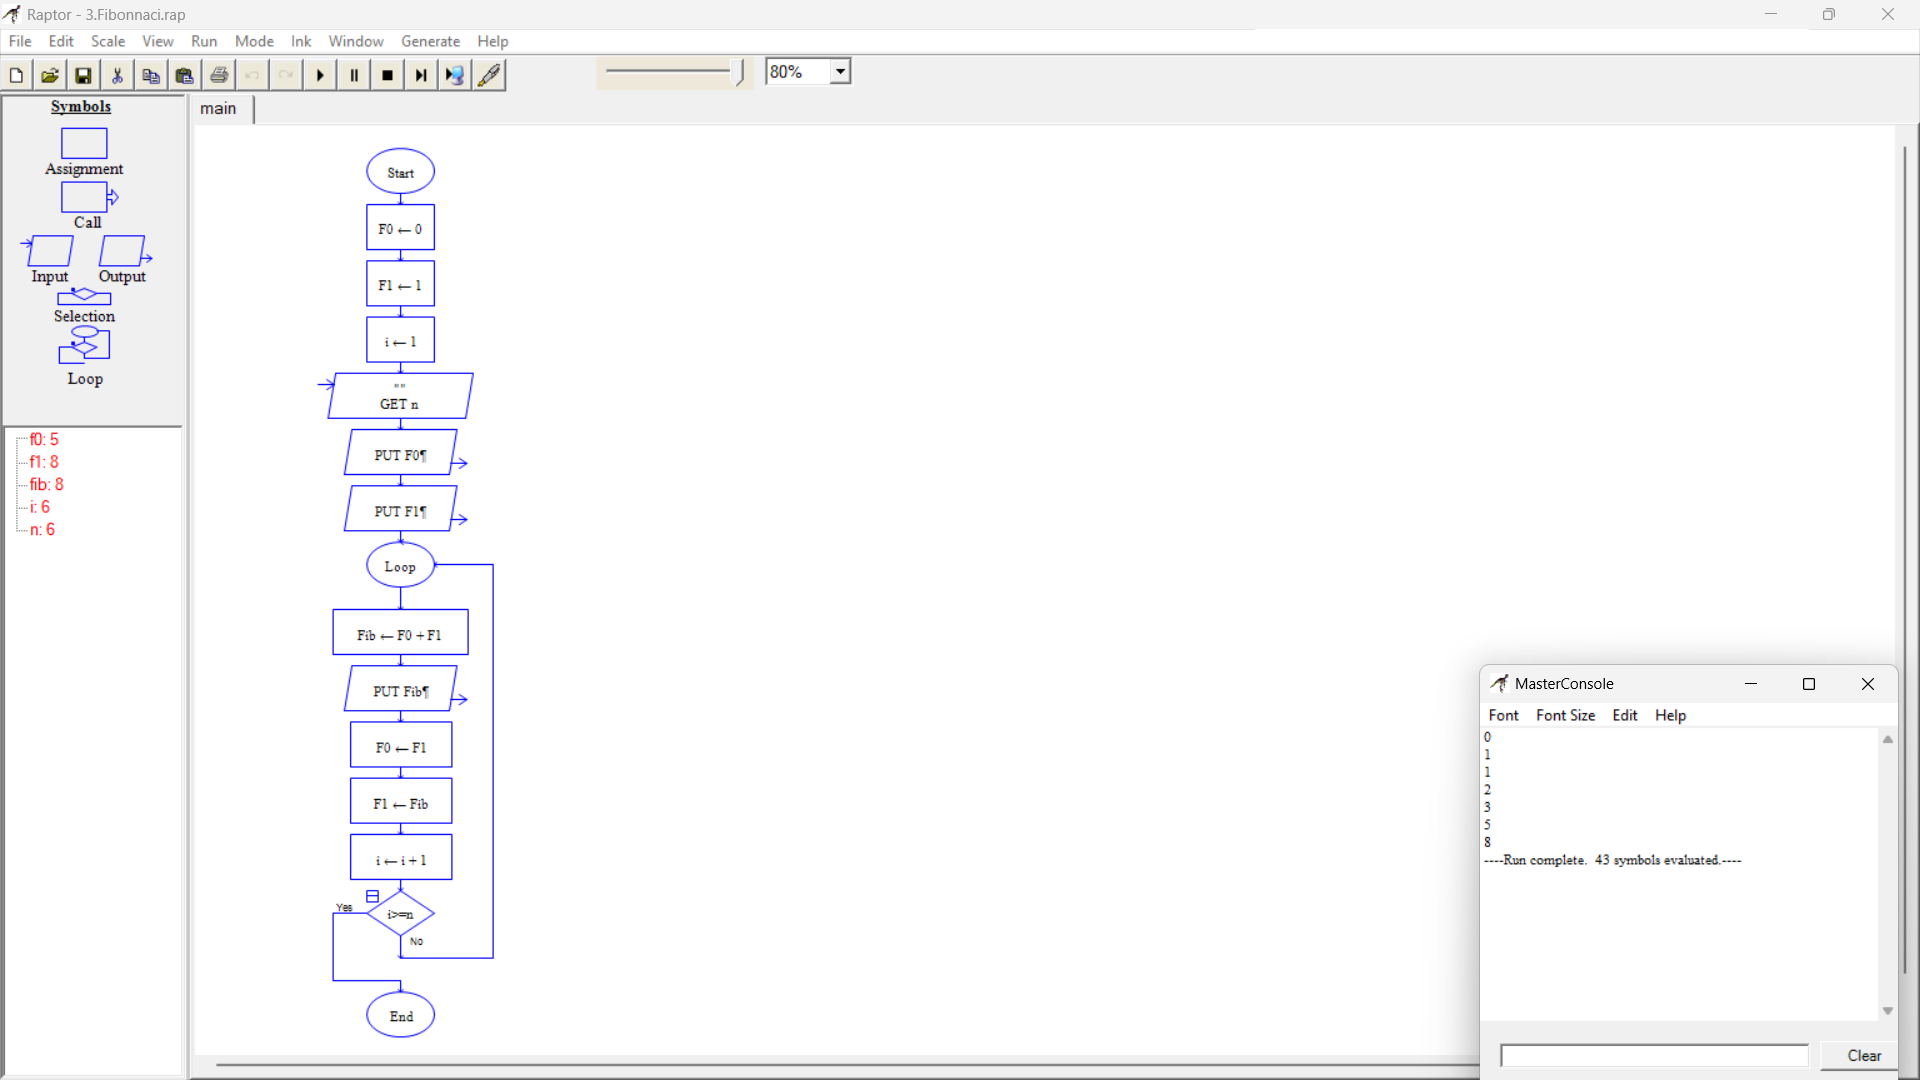 Raptor - 3.Fibonnaci.rap
File Edit Scale View Run Mode Ink Window Generate Help
80%
Symbols
Assignment
Call
Input Output
Selection
Loop
f0: 5
f1: 8
fib: 8
i: 6
n: 6
main
Start
F0 ← 0
F1 ← 1
i ← 1
""
GET n
PUT F0¶
PUT F1¶
Loop
Fib ← F0 + F1
PUT Fib¶
F0 ← F1
F1 ← Fib
i ← i + 1
Yes
i>=n
No
End
MasterConsole
Font Font Size Edit Help
0
1
1
2
3
5
8
----Run complete.  43 symbols evaluated.----
Clear